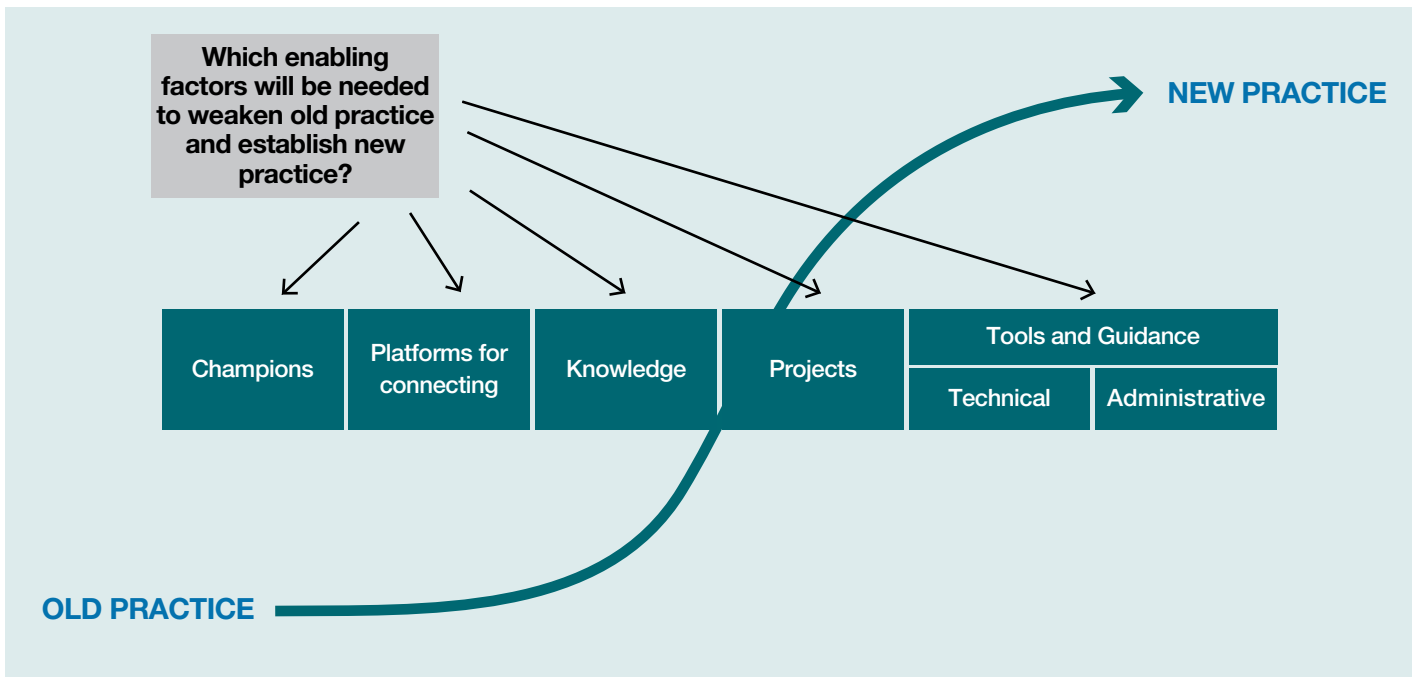 Which enabling
factors will be needed
to weaken old practice
and establish new
practice?
NEW PRACTICE
Champions
Platforms for
connecting
Knowledge
Projects
Tools and Guidance
Technical
Administrative
OLD PRACTICE